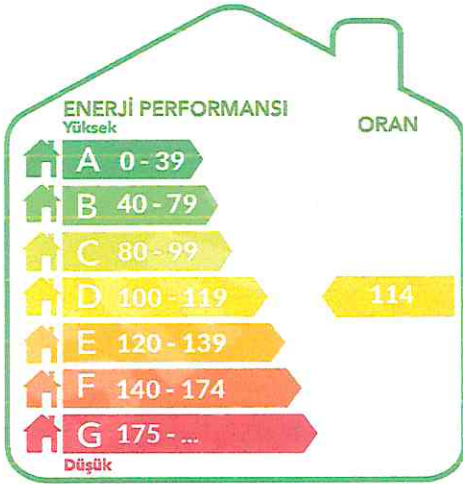 ENERJİ PERFORMANSI
Yüksek
ORAN
A 0 - 39
B 40 - 79
C 80 - 99
D 100 - 119
114
E 120 - 139
F 140 - 174
G 175 - ...
Düşük